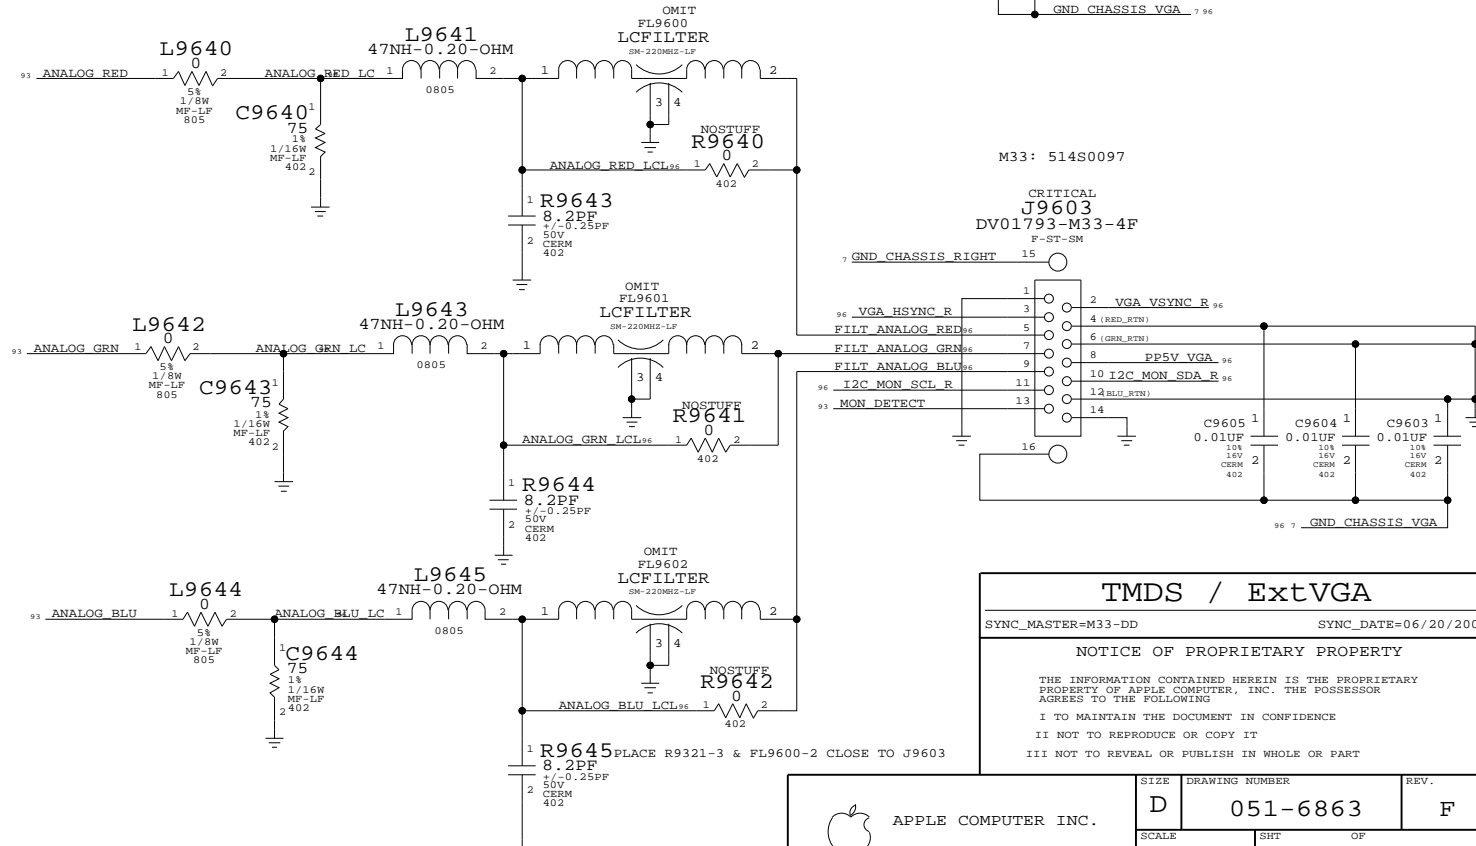 GND_CHASSIS_VGA 7 96
OMIT
FL9600
LCFILTER
SM-220MHZ-LF
L9640
0
5%
1/8W
MF-LF
805
93 ANALOG_RED 1 2
ANALOG_RED_LC 1 2
L9641
47NH-0.20-OHM
0805
1 2
3 4
C9640
1
75
1%
1/16W
MF-LF
402
2
NOSTUFF
R9640
0
402
ANALOG_RED_LCL 96 1 2
1 R9643
8.2PF
+/-0.25PF
50V
CERM
402
2
M33: 514S0097
CRITICAL
J9603
DV01793-M33-4F
F-ST-SM
7 GND_CHASSIS_RIGHT 15
1
96 VGA_HSYNC_R 3
FILT_ANALOG_RED 96 5
FILT_ANALOG_GRN 96 7
FILT_ANALOG_BLU 96 9
96 I2C_MON_SCL_R 11
93 MON_DETECT 13
16
2 VGA_VSYNC_R 96
4 (RED_RTN)
6 (GRN_RTN)
8 PP5V_VGA 96
10 I2C_MON_SDA_R 96
12 (BLU_RTN)
14
OMIT
FL9601
LCFILTER
SM-220MHZ-LF
L9642
0
5%
1/8W
MF-LF
805
93 ANALOG_GRN 1 2
ANALOG_GRN_LC 1 2
L9643
47NH-0.20-OHM
0805
1 2
3 4
C9643
1
75
1%
1/16W
MF-LF
402
2
NOSTUFF
R9641
0
402
ANALOG_GRN_LCL 96 1 2
1 R9644
8.2PF
+/-0.25PF
50V
CERM
402
2
C9605 1
0.01UF
10%
16V
CERM
402
2
C9604 1
0.01UF
10%
16V
CERM
402
2
C9603 1
0.01UF
10%
16V
CERM
402
2
96 7 GND_CHASSIS_VGA
OMIT
FL9602
LCFILTER
SM-220MHZ-LF
L9644
0
5%
1/8W
MF-LF
805
93 ANALOG_BLU 1 2
ANALOG_BLU_LC 1 2
L9645
47NH-0.20-OHM
0805
1 2
3 4
1 C9644
75
1%
1/16W
MF-LF
402
2
NOSTUFF
R9642
0
402
ANALOG_BLU_LCL 96 1 2
1 R9645
8.2PF
+/-0.25PF
50V
CERM
402
2
PLACE R9321-3 & FL9600-2 CLOSE TO J9603
TMDS / ExtVGA
SYNC_MASTER=M33-DD SYNC_DATE=06/20/200
NOTICE OF PROPRIETARY PROPERTY
THE INFORMATION CONTAINED HEREIN IS THE PROPRIETARY
PROPERTY OF APPLE COMPUTER, INC. THE POSSESSOR
AGREES TO THE FOLLOWING
I TO MAINTAIN THE DOCUMENT IN CONFIDENCE
II NOT TO REPRODUCE OR COPY IT
III NOT TO REVEAL OR PUBLISH IN WHOLE OR PART
APPLE COMPUTER INC.
SIZE
D
DRAWING NUMBER
051-6863
REV.
F
SCALE
SHT OF